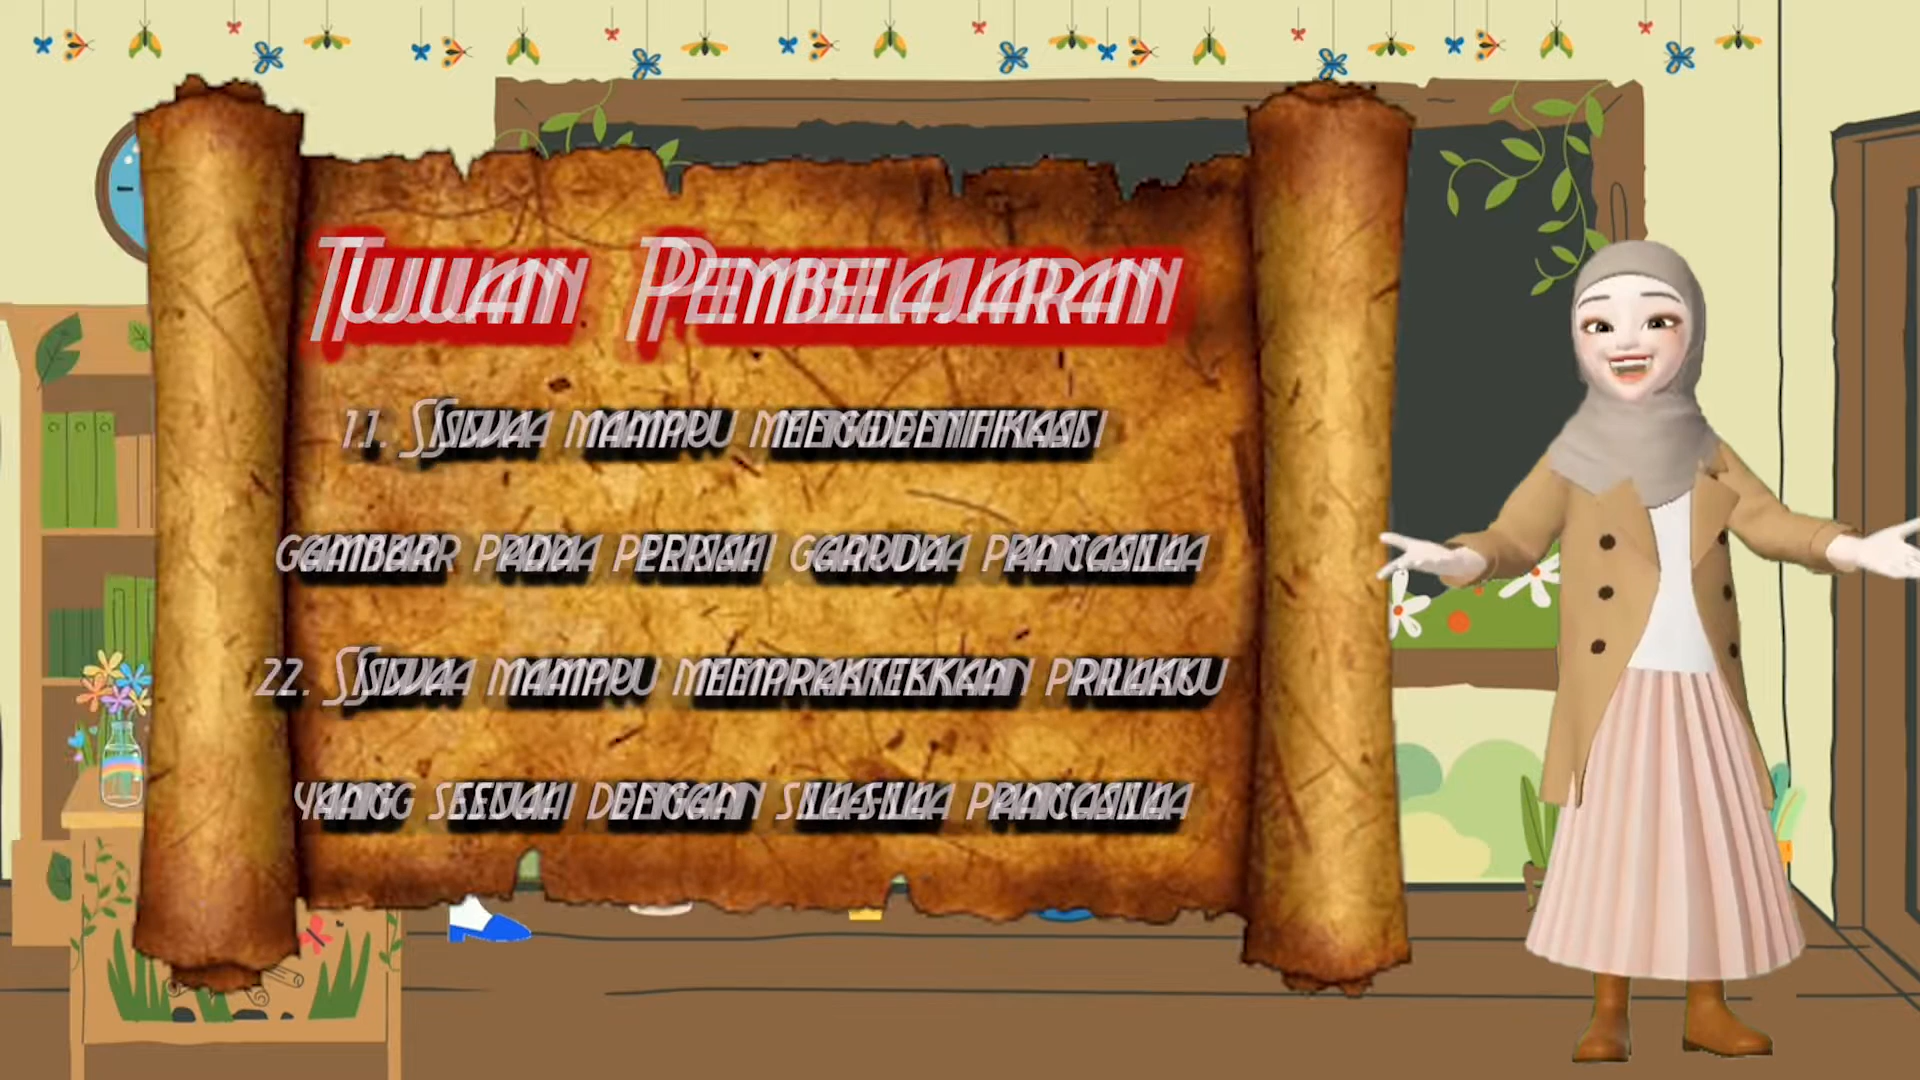 Tujuan Pembelajaran
1. Siswa mampu mengidentifikasi
gambar pada perisai garuda pancasila
2. Siswa mampu mempraktekkan prilaku
yang sesuai dengan sila-sila pancasila